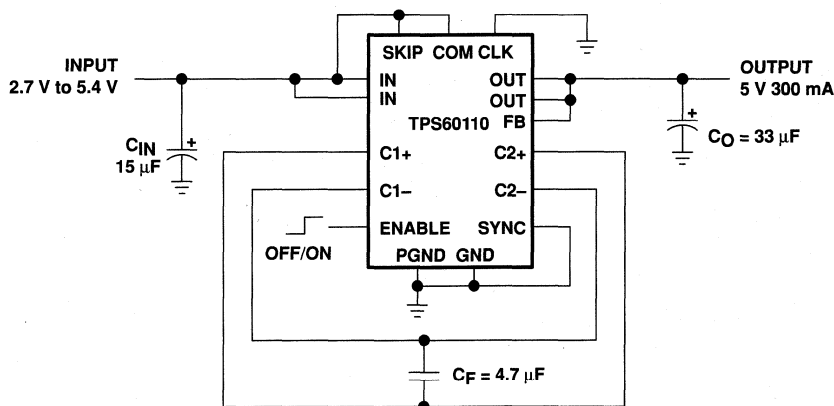 SKIP COM CLK
INPUT
2.7 V to 5.4 V
IN
IN
OUT
OUT
FB
TPS60110
OUTPUT
5 V 300 mA
CIN
15 µF
+
+
CO = 33 µF
C1+
C2+
C1–
C2–
ENABLE
SYNC
OFF/ON
PGND GND
CF = 4.7 µF